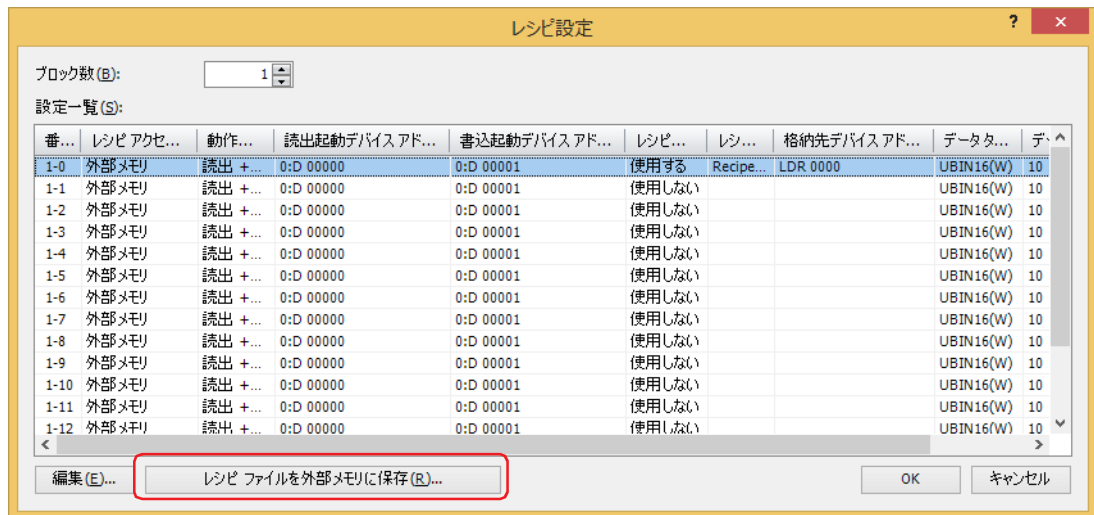 レシピ設定
? ×
ブロック数(B): 1
設定一覧(S):
番... レシピ アクセ... 動作... 読出起動デバイス アド... 書込起動デバイス アド... レシピ... レシ... 格納先デバイス アド... データ タ... デ
1-0 外部メモリ 読出 +... 0:D 00000 0:D 00001 使用する Recipe... LDR 0000 UBIN16(W) 10
1-1 外部メモリ 読出 +... 0:D 00000 0:D 00001 使用しない UBIN16(W) 10
1-2 外部メモリ 読出 +... 0:D 00000 0:D 00001 使用しない UBIN16(W) 10
1-3 外部メモリ 読出 +... 0:D 00000 0:D 00001 使用しない UBIN16(W) 10
1-4 外部メモリ 読出 +... 0:D 00000 0:D 00001 使用しない UBIN16(W) 10
1-5 外部メモリ 読出 +... 0:D 00000 0:D 00001 使用しない UBIN16(W) 10
1-6 外部メモリ 読出 +... 0:D 00000 0:D 00001 使用しない UBIN16(W) 10
1-7 外部メモリ 読出 +... 0:D 00000 0:D 00001 使用しない UBIN16(W) 10
1-8 外部メモリ 読出 +... 0:D 00000 0:D 00001 使用しない UBIN16(W) 10
1-9 外部メモリ 読出 +... 0:D 00000 0:D 00001 使用しない UBIN16(W) 10
1-10 外部メモリ 読出 +... 0:D 00000 0:D 00001 使用しない UBIN16(W) 10
1-11 外部メモリ 読出 +... 0:D 00000 0:D 00001 使用しない UBIN16(W) 10
1-12 外部メモリ 読出 +... 0:D 00000 0:D 00001 使用しない UBIN16(W) 10
編集(E)... レシピ ファイルを外部メモリに保存(R)... OK キャンセル